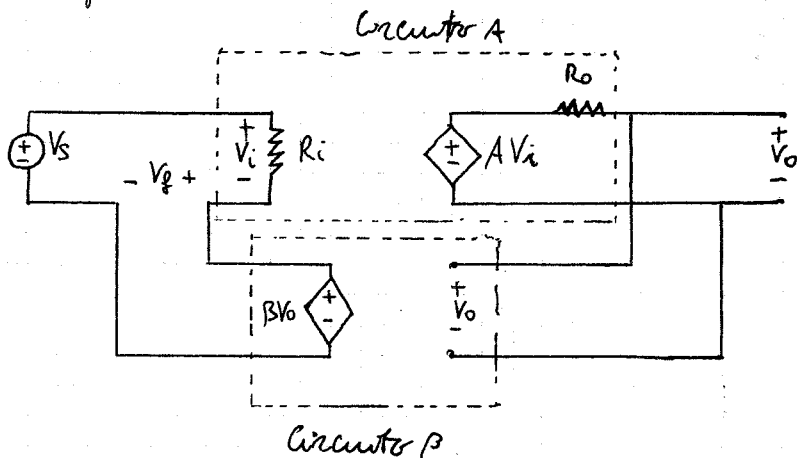 Circuito A
Ro
+
Vs
+
-
- Vf +
+
Vi
-
Ri
+
-
AVi
+
Vo
-
βVo
+
-
+
Vo
-
Circuito β